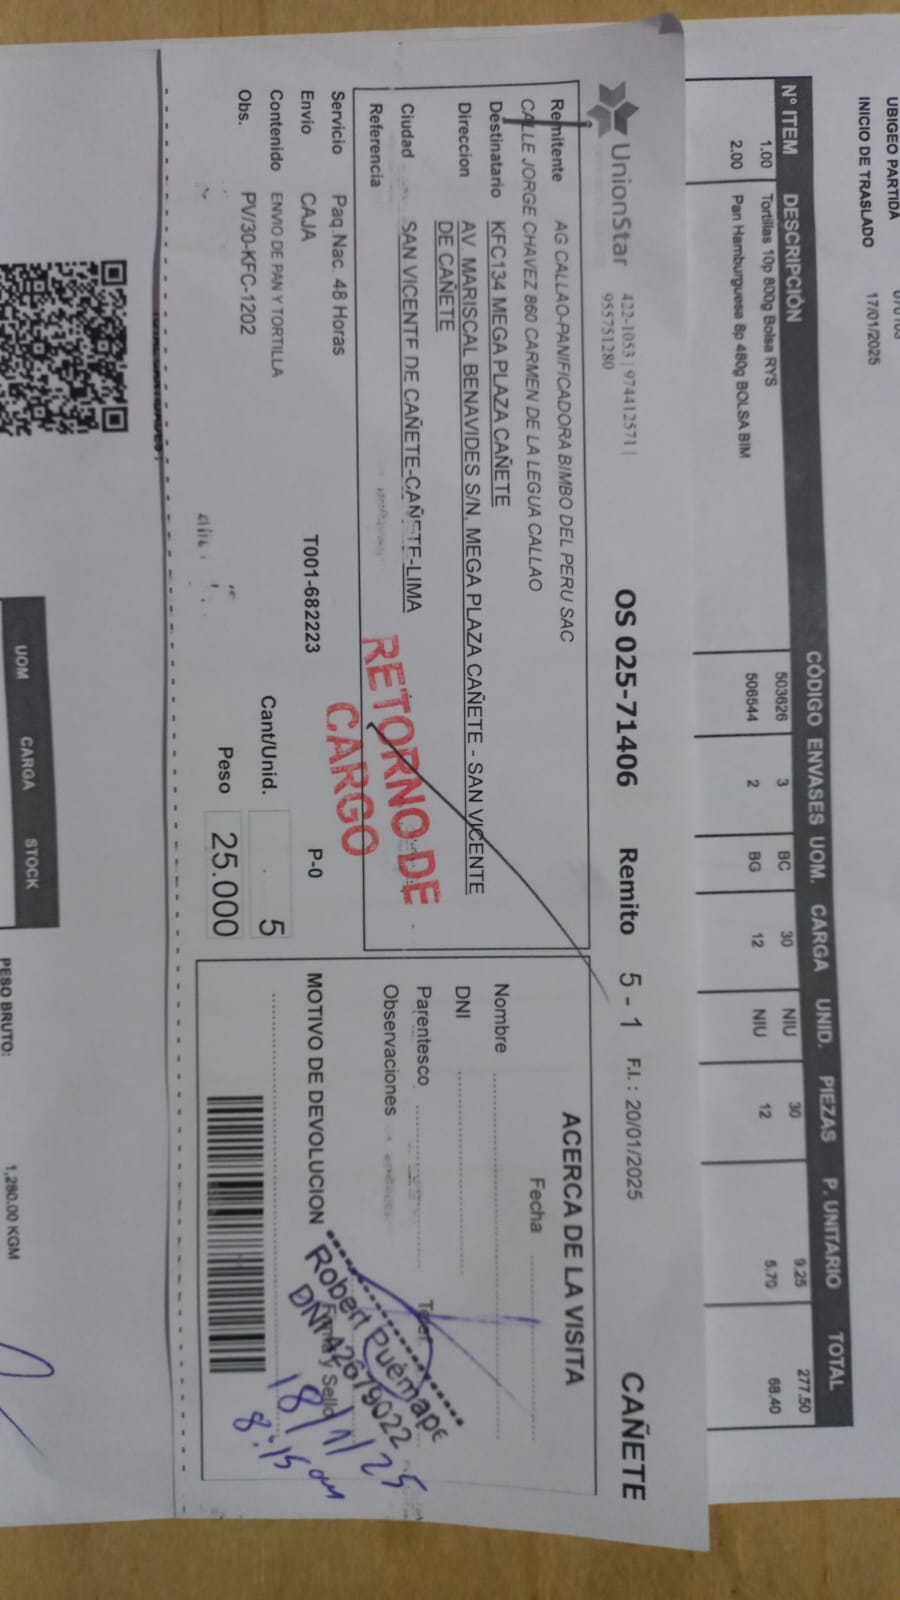 UBIGEO PARTIDA
INICIO DE TRASLADO 17/01/2025
N° ITEM DESCRIPCIÓN CÓDIGO ENVASES UOM. CARGA UNID. PIEZAS P. UNITARIO TOTAL
1.00 Tortillas 10p 800g Bolsa RYS 503626 3 BC 30 NIU 30 9.25 277.50
2.00 Pan Hamburguesa 8p 480g BOLSA BIM 506544 2 BG 12 NIU 12 5.70 68.40
UnionStar 422-1053 | 974412571 |
955751280
OS 025-71406 Remito 5 - 1 F.I. : 20/01/2025 CAÑETE
Remitente AG CALLAO-PANIFICADORA BIMBO DEL PERU SAC
CALLE JORGE CHAVEZ 860 CARMEN DE LA LEGUA CALLAO
Destinatario KFC134 MEGA PLAZA CAÑETE
Direccion AV. MARISCAL BENAVIDES S/N. MEGA PLAZA CAÑETE - SAN VICENTE
DE CAÑETE
Ciudad SAN VICENTE DE CAÑETE-CAÑETE-LIMA
Referencia
RETORNO DE
CARGO
Servicio Paq Nac. 48 Horas
Envio CAJA T001-682223 P-0
Contenido ENVIO DE PAN Y TORTILLA Cant/Unid. 5
Obs. PV/30-KFC-1202 Peso 25.000
ACERCA DE LA VISITA
Fecha
Nombre
DNI
Parentesco
Observaciones
MOTIVO DE DEVOLUCION
Firma y Sello
Robert Puémape
DNI 42679022
18/1/25
8:15 am
UOM CARGA STOCK
PESO BRUTO: 1,280.00 KGM